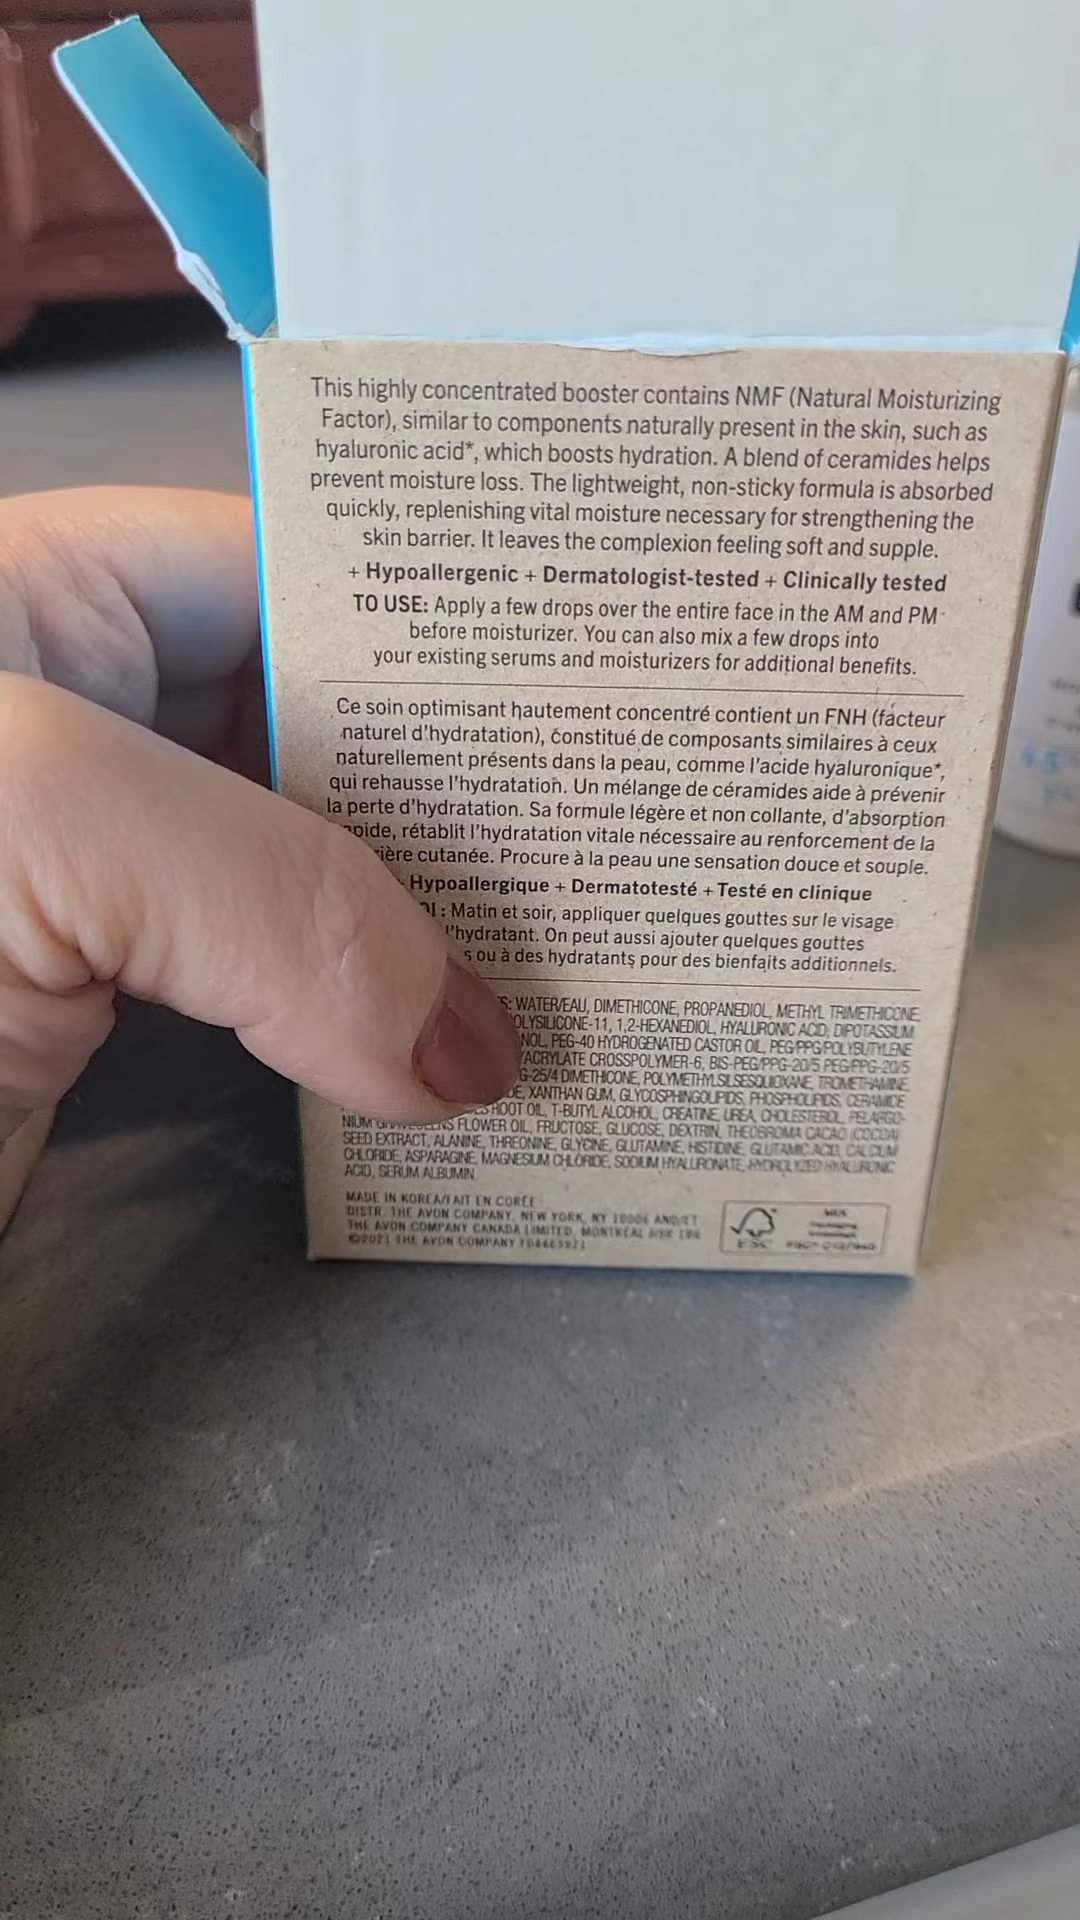 This highly concentrated booster contains NMF (Natural Moisturizing
Factor), similar to components naturally present in the skin, such as
hyaluronic acid*, which boosts hydration. A blend of ceramides helps
prevent moisture loss. The lightweight, non-sticky formula is absorbed
quickly, replenishing vital moisture necessary for strengthening the
skin barrier. It leaves the complexion feeling soft and supple.
+ Hypoallergenic + Dermatologist-tested + Clinically tested
TO USE: Apply a few drops over the entire face in the AM and PM
before moisturizer. You can also mix a few drops into
your existing serums and moisturizers for additional benefits.
Ce soin optimisant hautement concentré contient un FNH (facteur
naturel d'hydratation), constitué de composants similaires à ceux
naturellement présents dans la peau, comme l'acide hyaluronique*,
qui rehausse l'hydratation. Un mélange de céramides aide à prévenir
la perte d'hydratation. Sa formule légère et non collante, d'absorption
apide, rétablit l'hydratation vitale nécessaire au renforcement de la
ière cutanée. Procure à la peau une sensation douce et souple.
Hypoallergique + Dermatotesté + Testé en clinique
OI : Matin et soir, appliquer quelques gouttes sur le visage
l'hydratant. On peut aussi ajouter quelques gouttes
s ou à des hydratants pour des bienfaits additionnels.
S: WATER/EAU, DIMETHICONE, PROPANEDIOL, METHYL TRIMETHICONE,
OLYSILICONE-11, 1,2-HEXANEDIOL, HYALURONIC ACID, DIPOTASSIUM
NOL, PEG-40 HYDROGENATED CASTOR OIL, PEG/PPG/POLYBUTYLENE
YACRYLATE CROSSPOLYMER-6, BIS-PEG/PPG-20/5 PEG/PPG-20/5
G-25/4 DIMETHICONE, POLYMETHYLSILSESQUIOXANE, TROMETHAMINE,
DE, XANTHAN GUM, GLYCOSPHINGOLIPIDS, PHOSPHOLIPIDS, CERAMIDE
ROOT OIL, T-BUTYL ALCOHOL, CREATINE, UREA, CHOLESTEROL, PELARGO-
NIUM FLOWER OIL, FRUCTOSE, GLUCOSE, DEXTRIN, THEOBROMA CACAO (COCOA)
SEED EXTRACT, ALANINE, THREONINE, GLYCINE, GLUTAMINE, HISTIDINE, GLUTAMIC ACID, CALCIUM
CHLORIDE, ASPARAGINE, MAGNESIUM CHLORIDE, SODIUM HYALURONATE, HYDROLYZED HYALURONIC
ACID, SERUM ALBUMIN.
MADE IN KOREA/FAIT EN CORÉE
DISTR. THE AVON COMPANY, NEW YORK, NY 10006 AND/ET
THE AVON COMPANY CANADA LIMITED, MONTREAL
©2021 THE AVON COMPANY
FSC
MIX